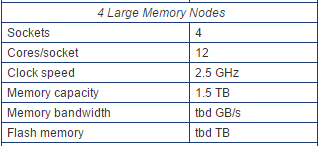 4 Large Memory Nodes
Sockets 4
Cores/socket 12
Clock speed 2.5 GHz
Memory capacity 1.5 TB
Memory bandwidth tbd GB/s
Flash memory tbd TB